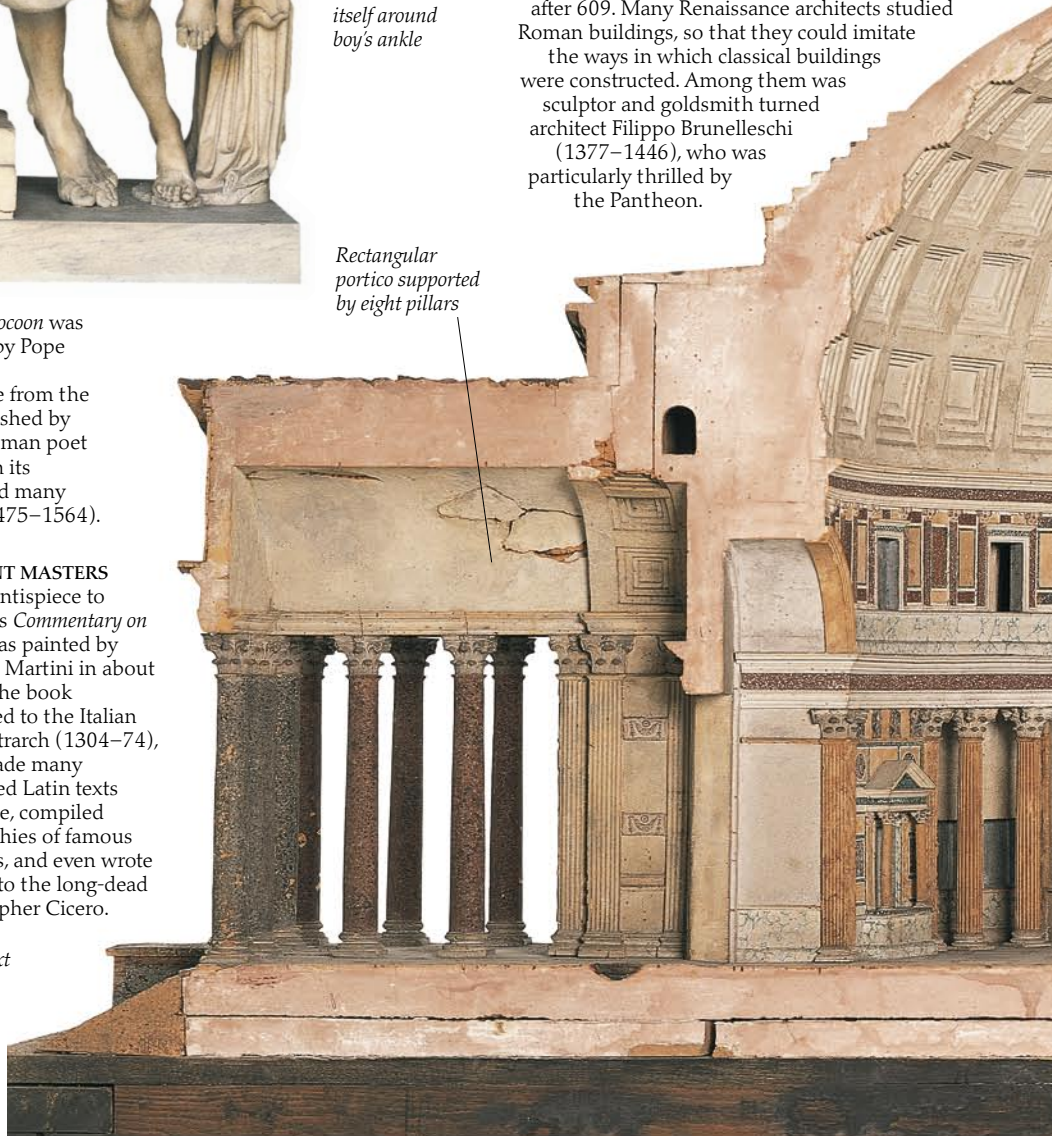 itself around
boy's ankle
after 609. Many Renaissance architects studied
Roman buildings, so that they could imitate
the ways in which classical buildings
were constructed. Among them was
sculptor and goldsmith turned
architect Filippo Brunelleschi
(1377–1446), who was
particularly thrilled by
the Pantheon.
Rectangular
portico supported
by eight pillars
ocoon was
by Pope
e from the
shed by
man poet
n its
d many
475–1564).
NT MASTERS
ntispiece to
s Commentary on
as painted by
Martini in about
he book
ed to the Italian
trarch (1304–74),
ade many
ed Latin texts
e, compiled
hies of famous
s, and even wrote
to the long-dead
pher Cicero.
ct